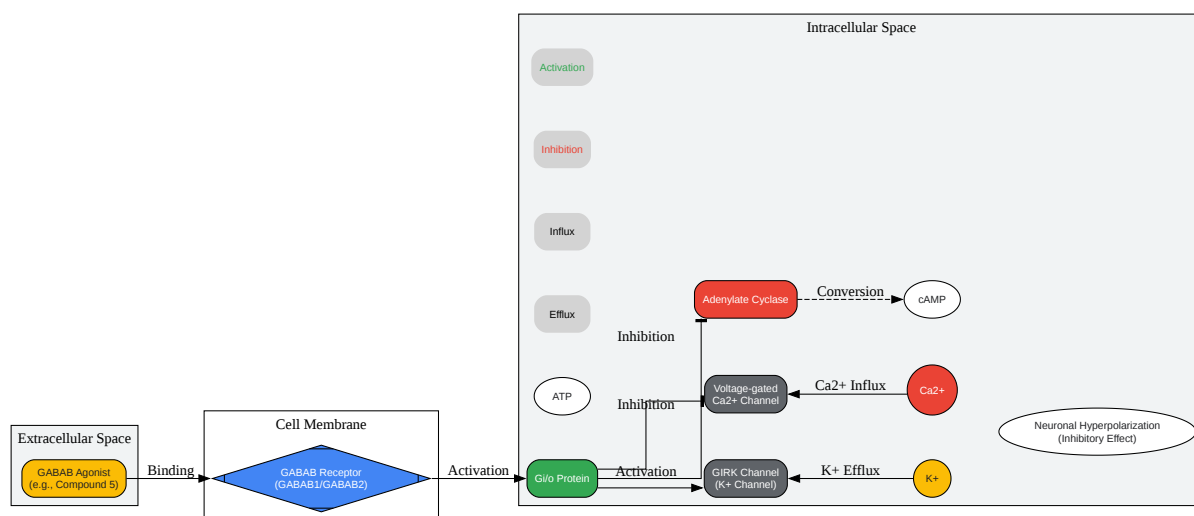 Intracellular Space
Activation
Inhibition
Influx
Efflux
Adenylate Cyclase
Conversion
cAMP
Inhibition
ATP
Inhibition
Voltage-gated
Ca2+ Channel
Ca2+ Influx
Ca2+
Extracellular Space
GABAB Agonist
(e.g., Compound 5)
Binding
Cell Membrane
GABAB Receptor
(GABAB1/GABAB2)
Activation
Gi/o Protein
Activation
GIRK Channel
(K+ Channel)
K+ Efflux
K+
Neuronal Hyperpolarization
(Inhibitory Effect)